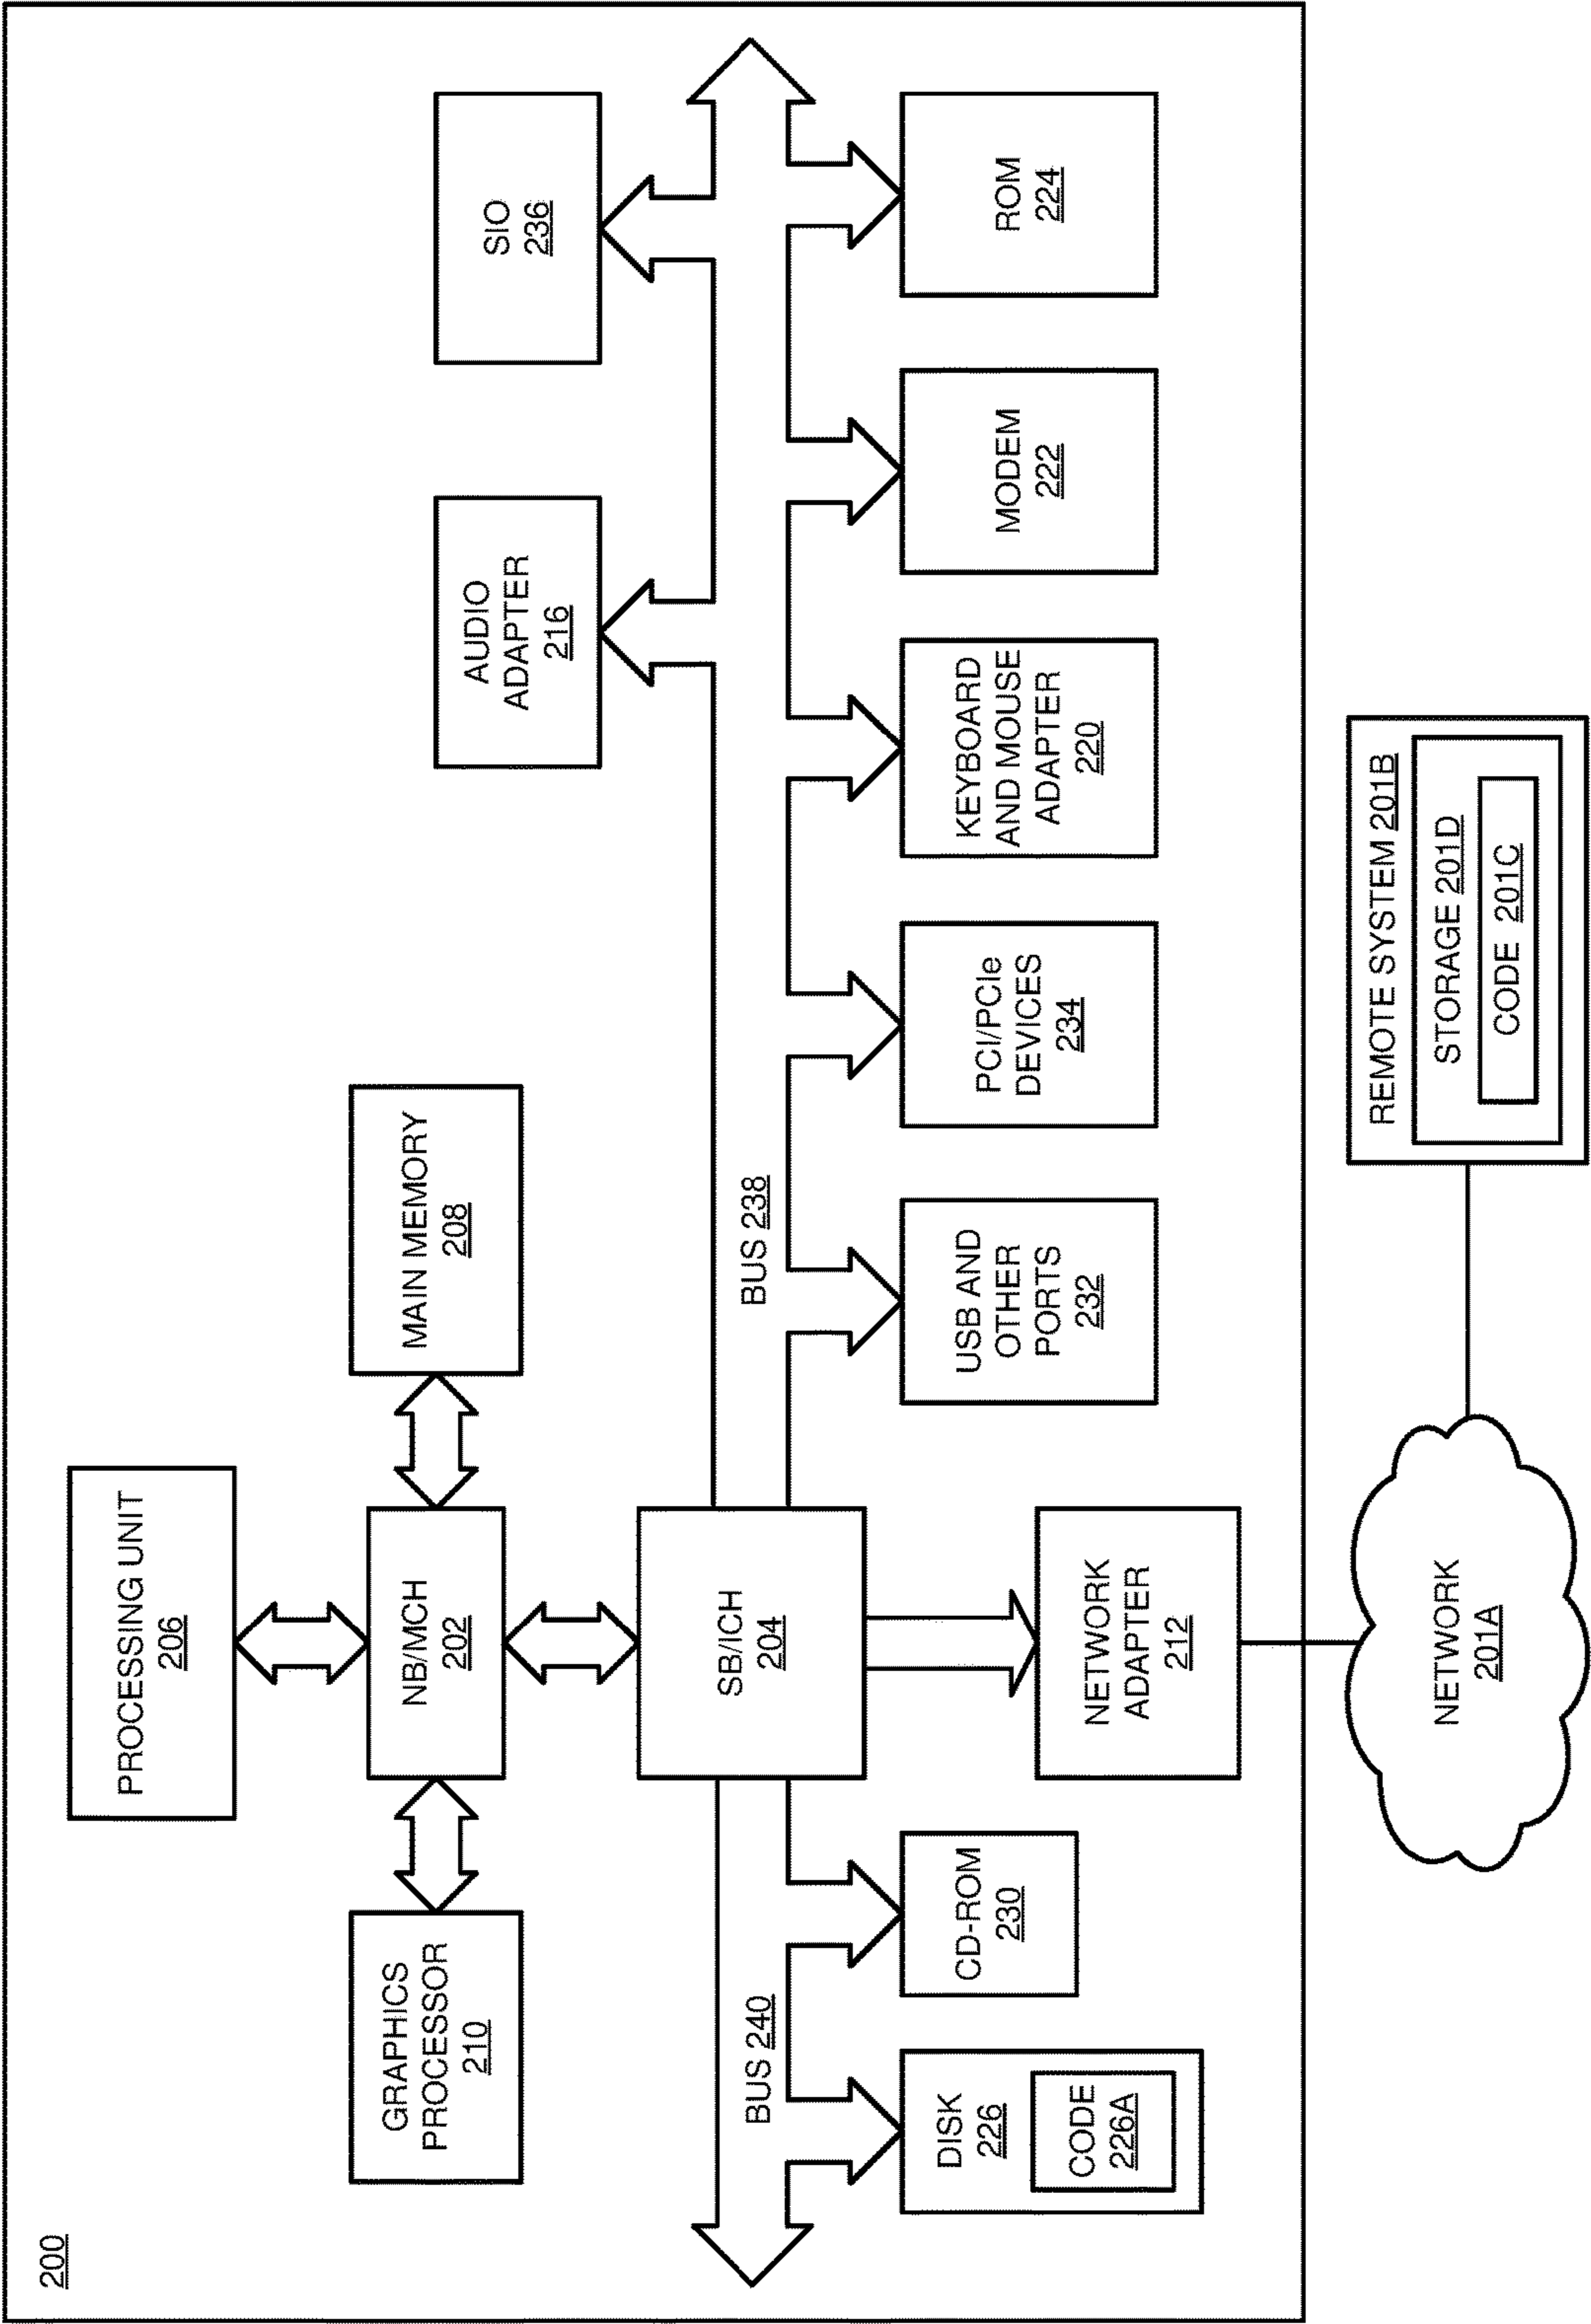 200
PROCESSING UNIT
206
GRAPHICS
PROCESSOR
210
NB/MCH
202
MAIN MEMORY
208
AUDIO
ADAPTER
216
SIO
236
SB/ICH
204
BUS 240
BUS 238
DISK
226
CODE
226A
CD-ROM
230
NETWORK
ADAPTER
212
USB AND
OTHER
PORTS
232
PCI/PCIe
DEVICES
234
KEYBOARD
AND MOUSE
ADAPTER
220
MODEM
222
ROM
224
NETWORK
201A
REMOTE SYSTEM 201B
STORAGE 201D
CODE 201C